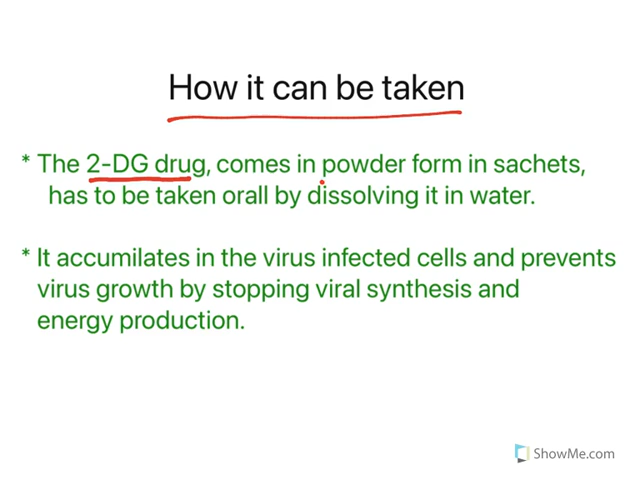 How it can be taken
* The 2-DG drug, comes in powder form in sachets,
has to be taken orall by dissolving it in water.
* It accumilates in the virus infected cells and prevents
virus growth by stopping viral synthesis and
energy production.
ShowMe.com